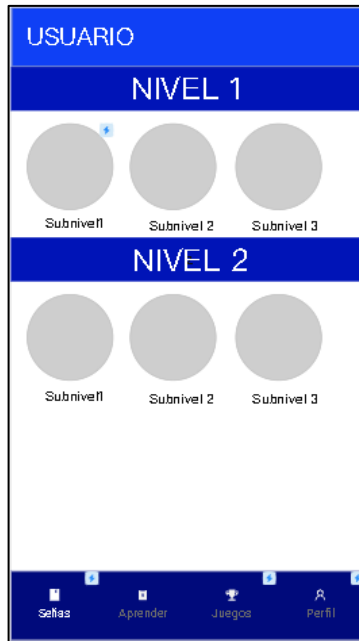 USUARIO
NIVEL 1
Subnivel1 Subnivel 2 Subnivel 3
NIVEL 2
Subnivel1 Subnivel 2 Subnivel 3
Señas Aprender Juegos Perfil